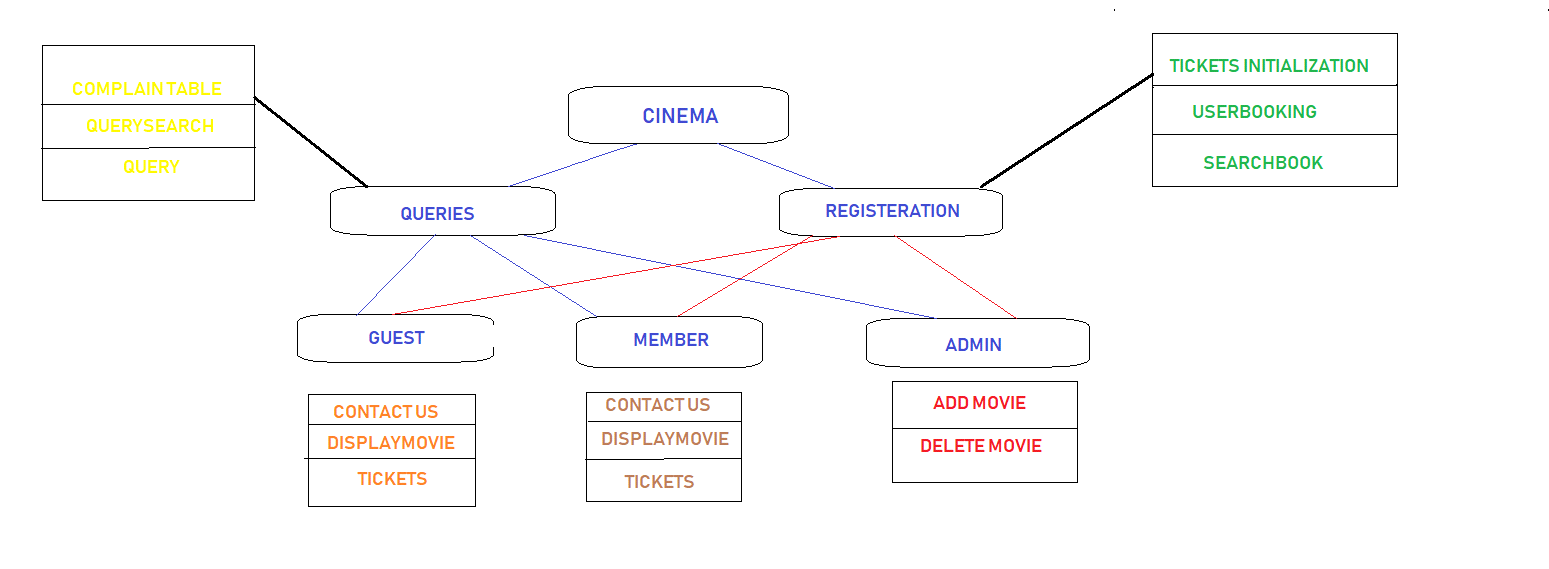 COMPLAIN TABLE
QUERYSEARCH
QUERY
CINEMA
TICKETS INITIALIZATION
USERBOOKING
SEARCHBOOK
QUERIES
REGISTERATION
GUEST
MEMBER
ADMIN
CONTACT US
DISPLAYMOVIE
TICKETS
CONTACT US
DISPLAYMOVIE
TICKETS
ADD MOVIE
DELETE MOVIE